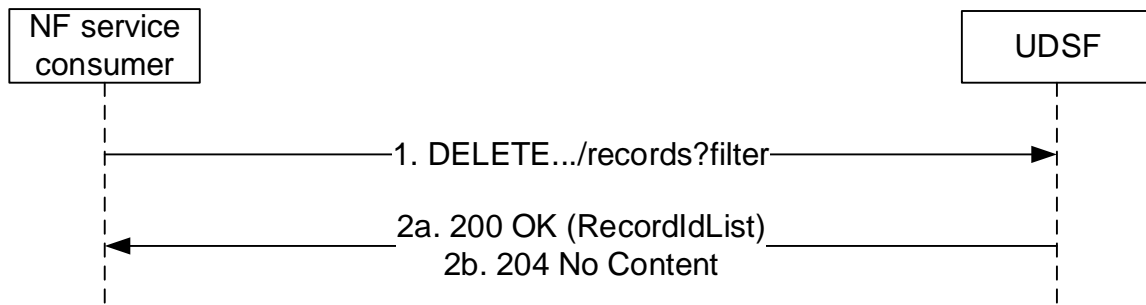 NF service
consumer
UDSF
1. DELETE.../records?filter
2a. 200 OK (RecordIdList)
2b. 204 No Content